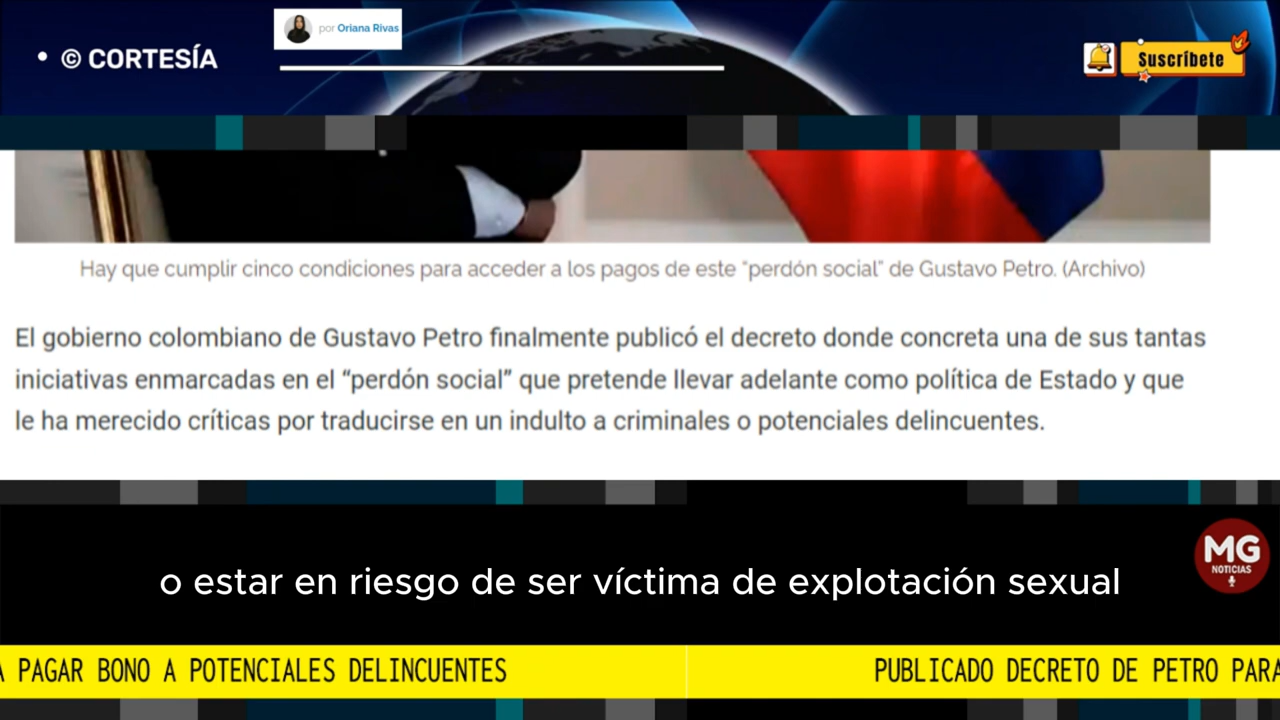 • © CORTESÍA
por Oriana Rivas
Suscríbete
Hay que cumplir cinco condiciones para acceder a los pagos de este “perdón social” de Gustavo Petro. (Archivo)
El gobierno colombiano de Gustavo Petro finalmente publicó el decreto donde concreta una de sus tantas
iniciativas enmarcadas en el “perdón social” que pretende llevar adelante como política de Estado y que
le ha merecido críticas por traducirse en un indulto a criminales o potenciales delincuentes.
MG
NOTICIAS
o estar en riesgo de ser víctima de explotación sexual
A PAGAR BONO A POTENCIALES DELINCUENTES PUBLICADO DECRETO DE PETRO PARA